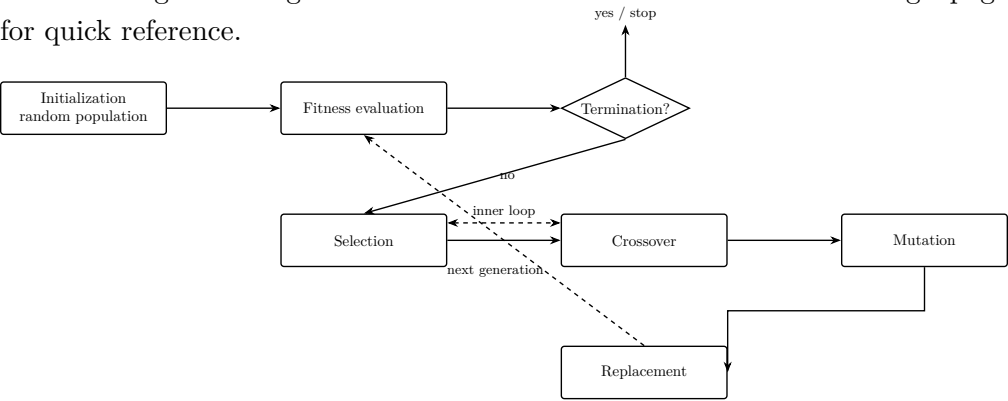 for quick reference.
yes / stop
Initialization
random population
Fitness evaluation
Termination?
no
inner loop
Selection
Crossover
Mutation
next generation
Replacement